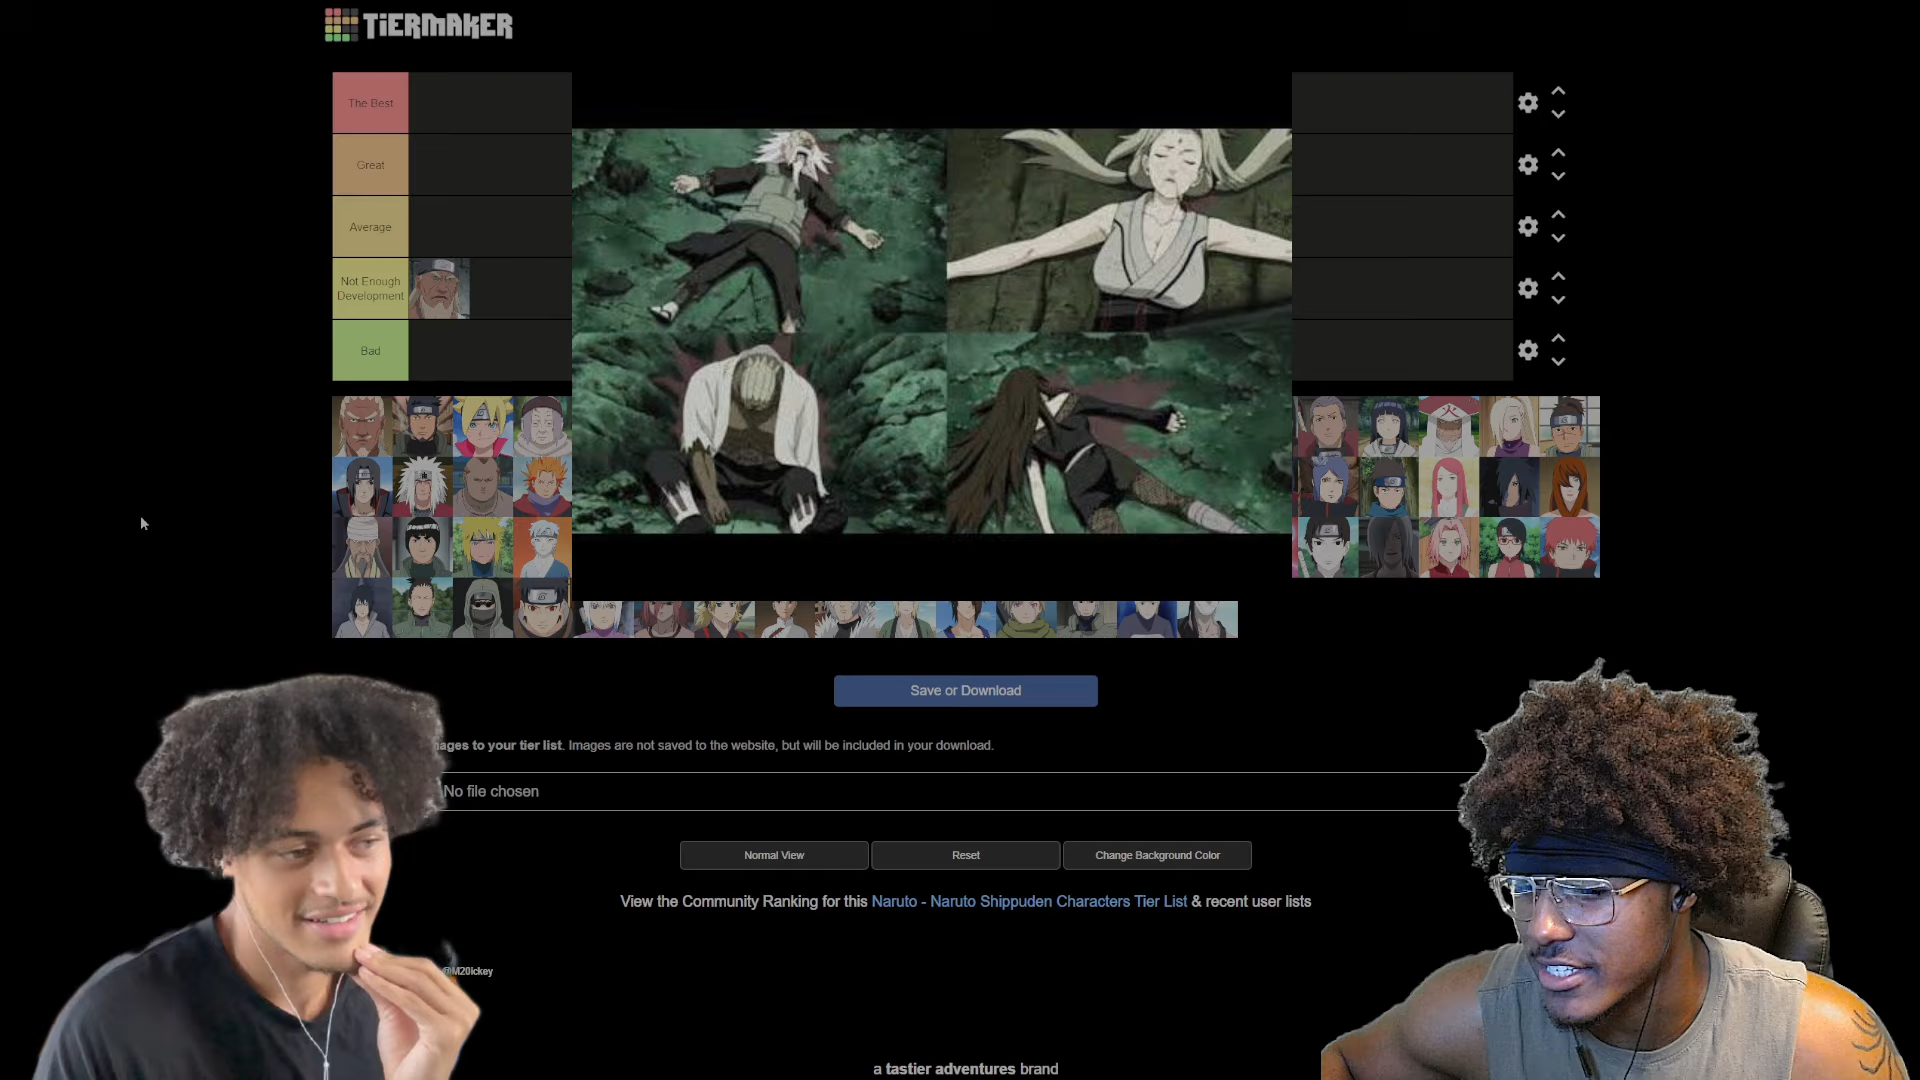 TIERMAKER
The Best
Great
Average
Not Enough
Development
Bad
Save or Download
ages to your tier list. Images are not saved to the website, but will be included in your download.
No file chosen
Normal View
Reset
Change Background Color
View the Community Ranking for this Naruto - Naruto Shippuden Characters Tier List & recent user lists
@M20ickey
a tastier adventures brand